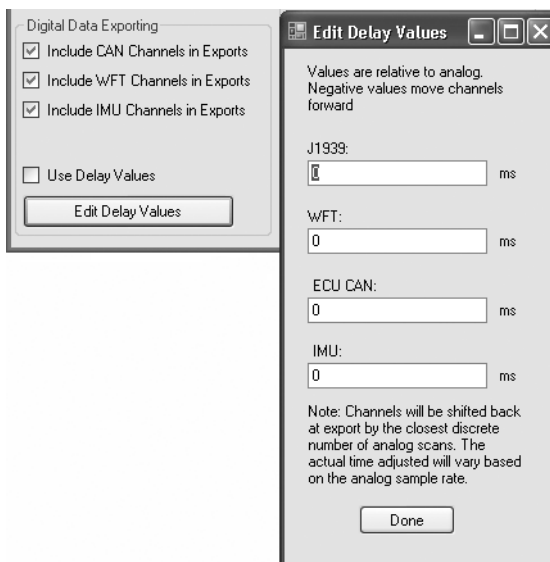 Digital Data Exporting
Include CAN Channels in Exports
Include WFT Channels in Exports
Include IMU Channels in Exports
Use Delay Values
Edit Delay Values
Edit Delay Values
Values are relative to analog.
Negative values move channels
forward
J1939:
0 ms
WFT:
0 ms
ECU CAN:
0 ms
IMU:
0 ms
Note: Channels will be shifted back
at export by the closest discrete
number of analog scans. The
actual time adjusted will vary based
on the analog sample rate.
Done